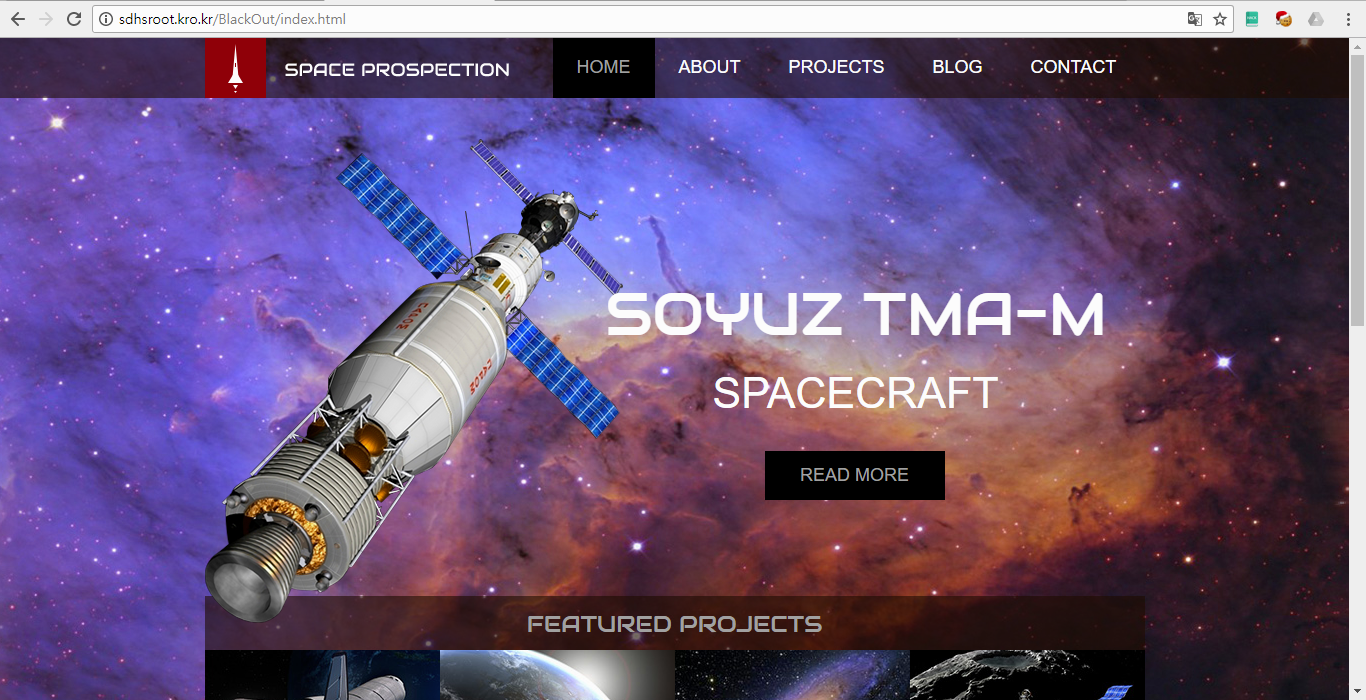 sdhsroot.kro.kr/BlackOut/index.html
SPACE PROSPECTION
HOME
ABOUT
PROJECTS
BLOG
CONTACT
SOYUZ TMA-M
SPACECRAFT
READ MORE
FEATURED PROJECTS